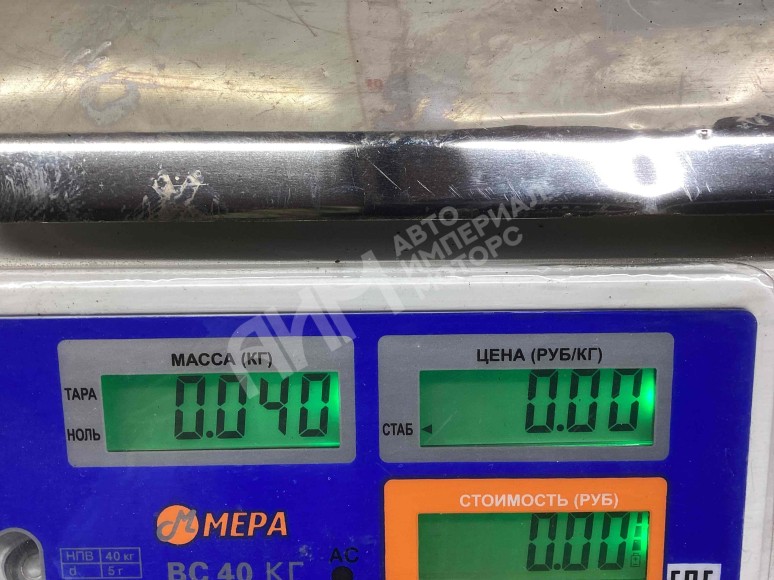 АВТО
ИМПЕРИАЛ
МОТОРС
МАССА (КГ)
ЦЕНА (РУБ/КГ)
ТАРА
НОЛЬ
0.040
СТАБ
0.00
СТОИМОСТЬ (РУБ)
0.00
МЕРА
НПВ 40 кг
d 5 г
ВС 40 КГ
АС